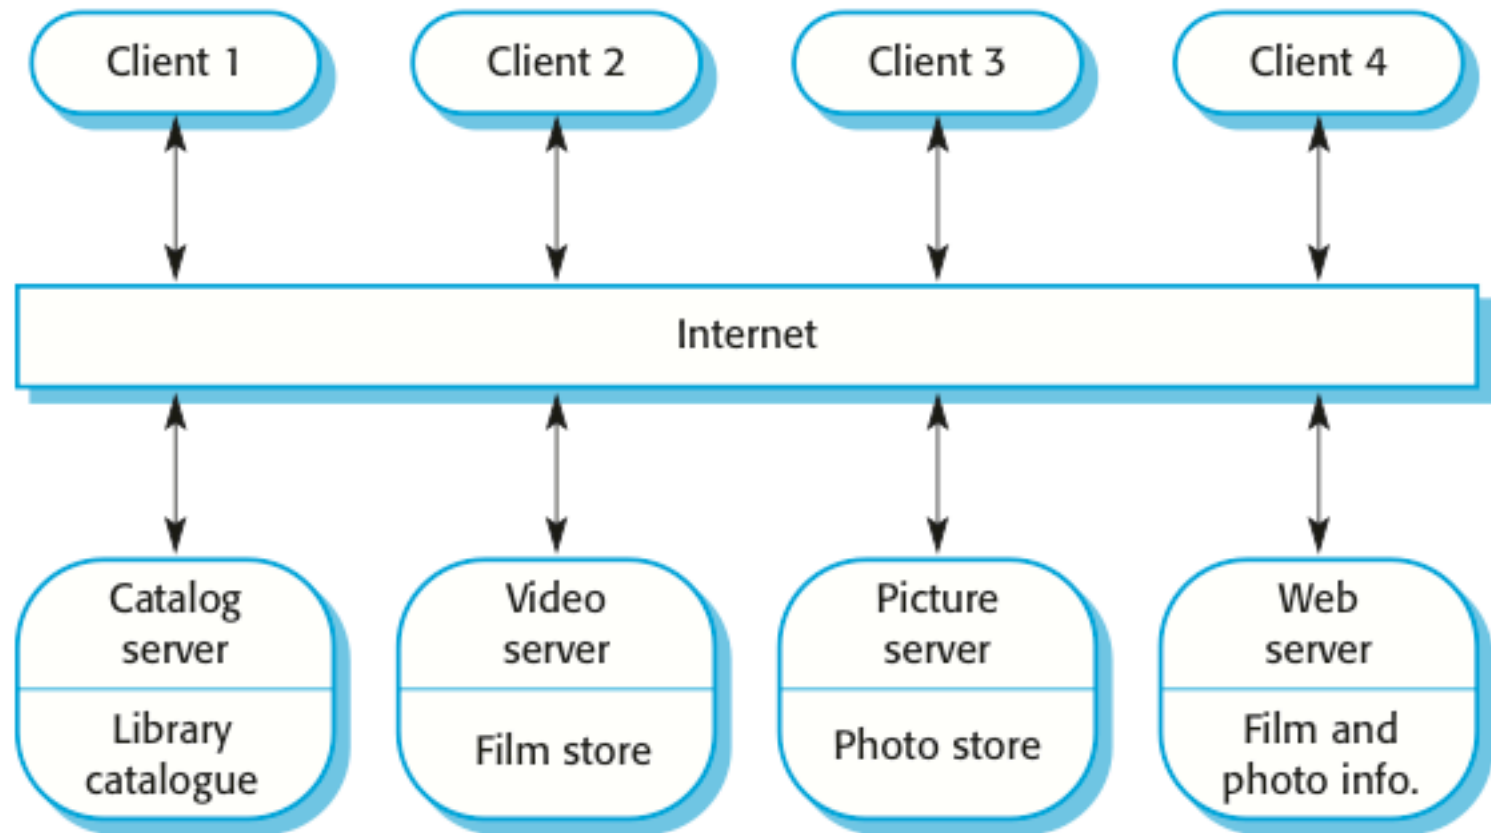 Client 1
Client 2
Client 3
Client 4
Internet
Catalog
server
Library
catalogue
Video
server
Film store
Picture
server
Photo store
Web
server
Film and
photo info.